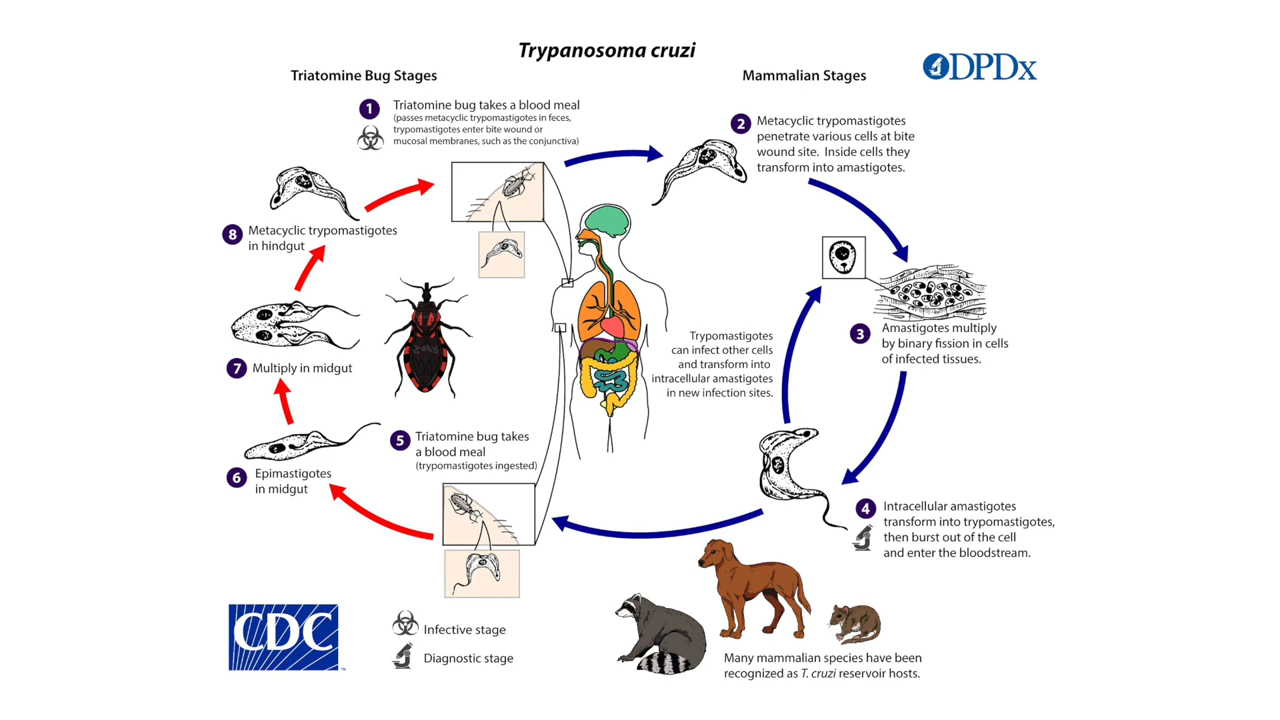 Trypanosoma cruzi
DPDx
Triatomine Bug Stages
Mammalian Stages
1
Triatomine bug takes a blood meal
(passes metacyclic trypomastigotes in feces,
trypomastigotes enter bite wound or
mucosal membranes, such as the conjunctiva)
2
Metacyclic trypomastigotes
penetrate various cells at bite
wound site. Inside cells they
transform into amastigotes.
8
Metacyclic trypomastigotes
in hindgut
3
Amastigotes multiply
by binary fission in cells
of infected tissues.
Trypomastigotes
can infect other cells
and transform into
intracellular amastigotes
in new infection sites.
7
Multiply in midgut
5
Triatomine bug takes
a blood meal
(trypomastigotes ingested)
6
Epimastigotes
in midgut
4
Intracellular amastigotes
transform into trypomastigotes,
then burst out of the cell
and enter the bloodstream.
CDC
Infective stage
Diagnostic stage
Many mammalian species have been
recognized as T. cruzi reservoir hosts.